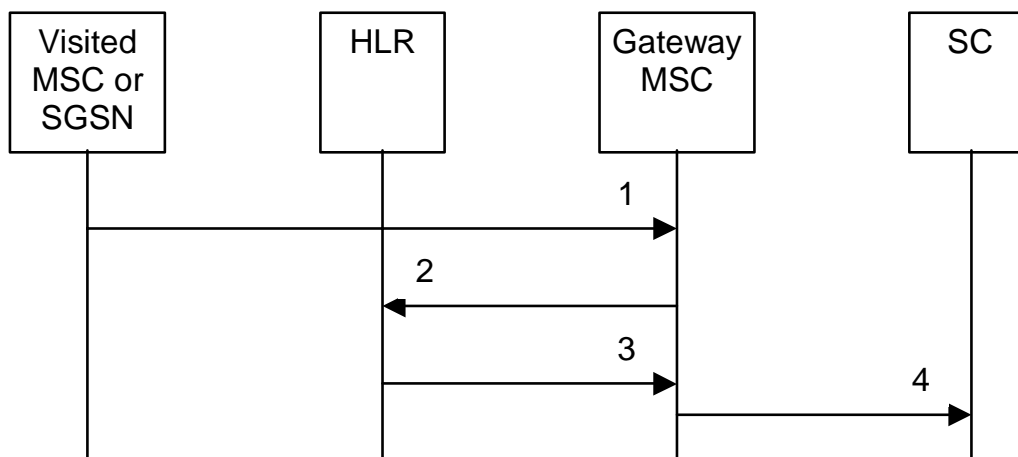 Visited
MSC or
SGSN
HLR
Gateway
MSC
SC
1
2
3
4